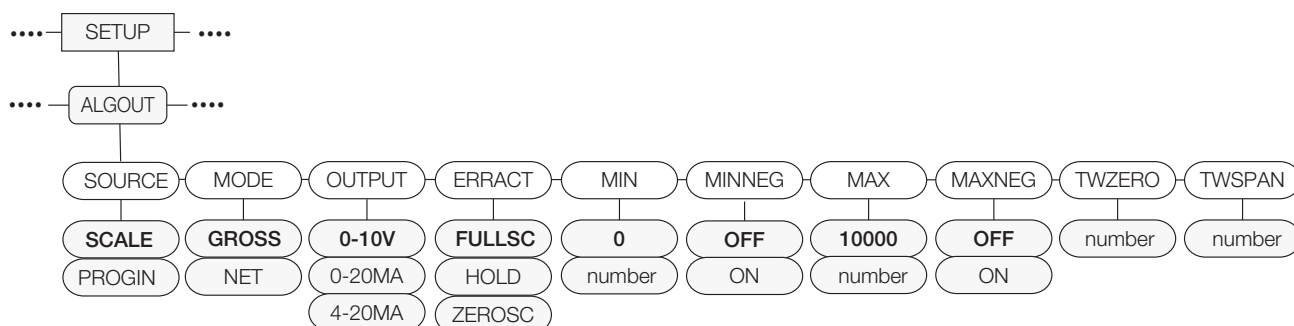 •••• SETUP ••••
•••• ALGOUT ••••
SOURCE MODE OUTPUT ERRACT MIN MINNEG MAX MAXNEG TWZERO TWSPAN
SCALE GROSS 0-10V FULLSC 0 OFF 10000 OFF number number
PROGIN NET 0-20MA HOLD number ON number ON
4-20MA ZEROSC